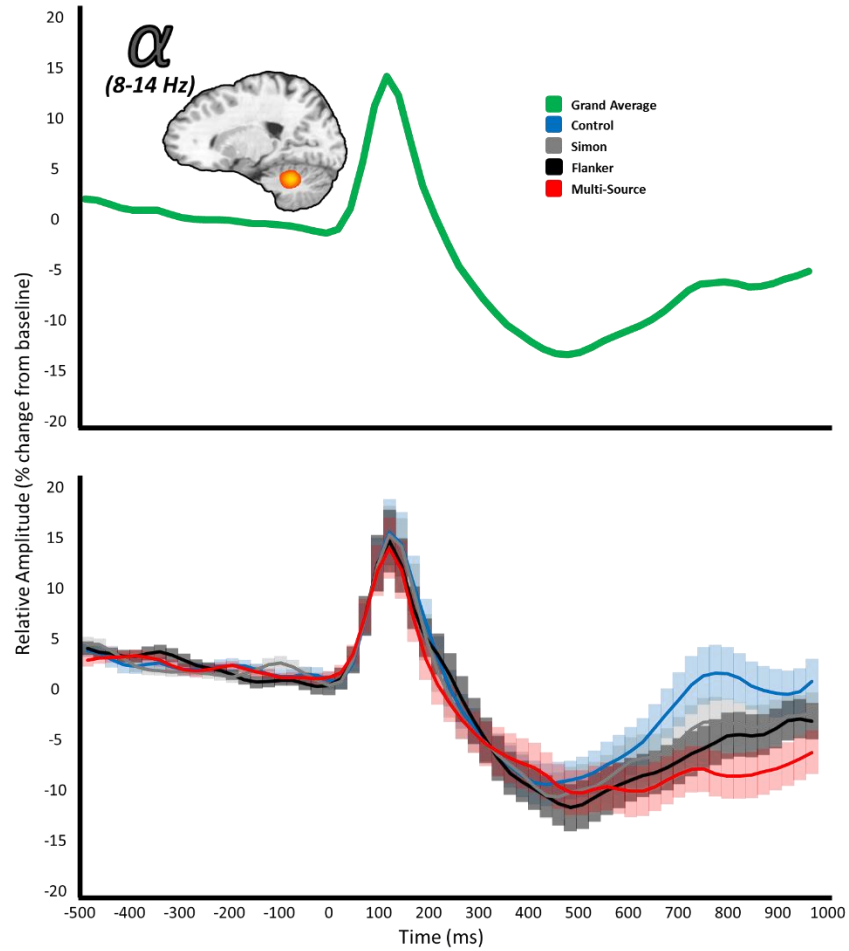 20
α
(8-14 Hz)
15
10
5
0
-5
-10
-15
-20
Grand Average
Control
Simon
Flanker
Multi-Source
Relative Amplitude (% change from baseline)
20
15
10
5
0
-5
-10
-15
-20
-500 -400 -300 -200 -100 0 100 200 300 400 500 600 700 800 900 1000
Time (ms)